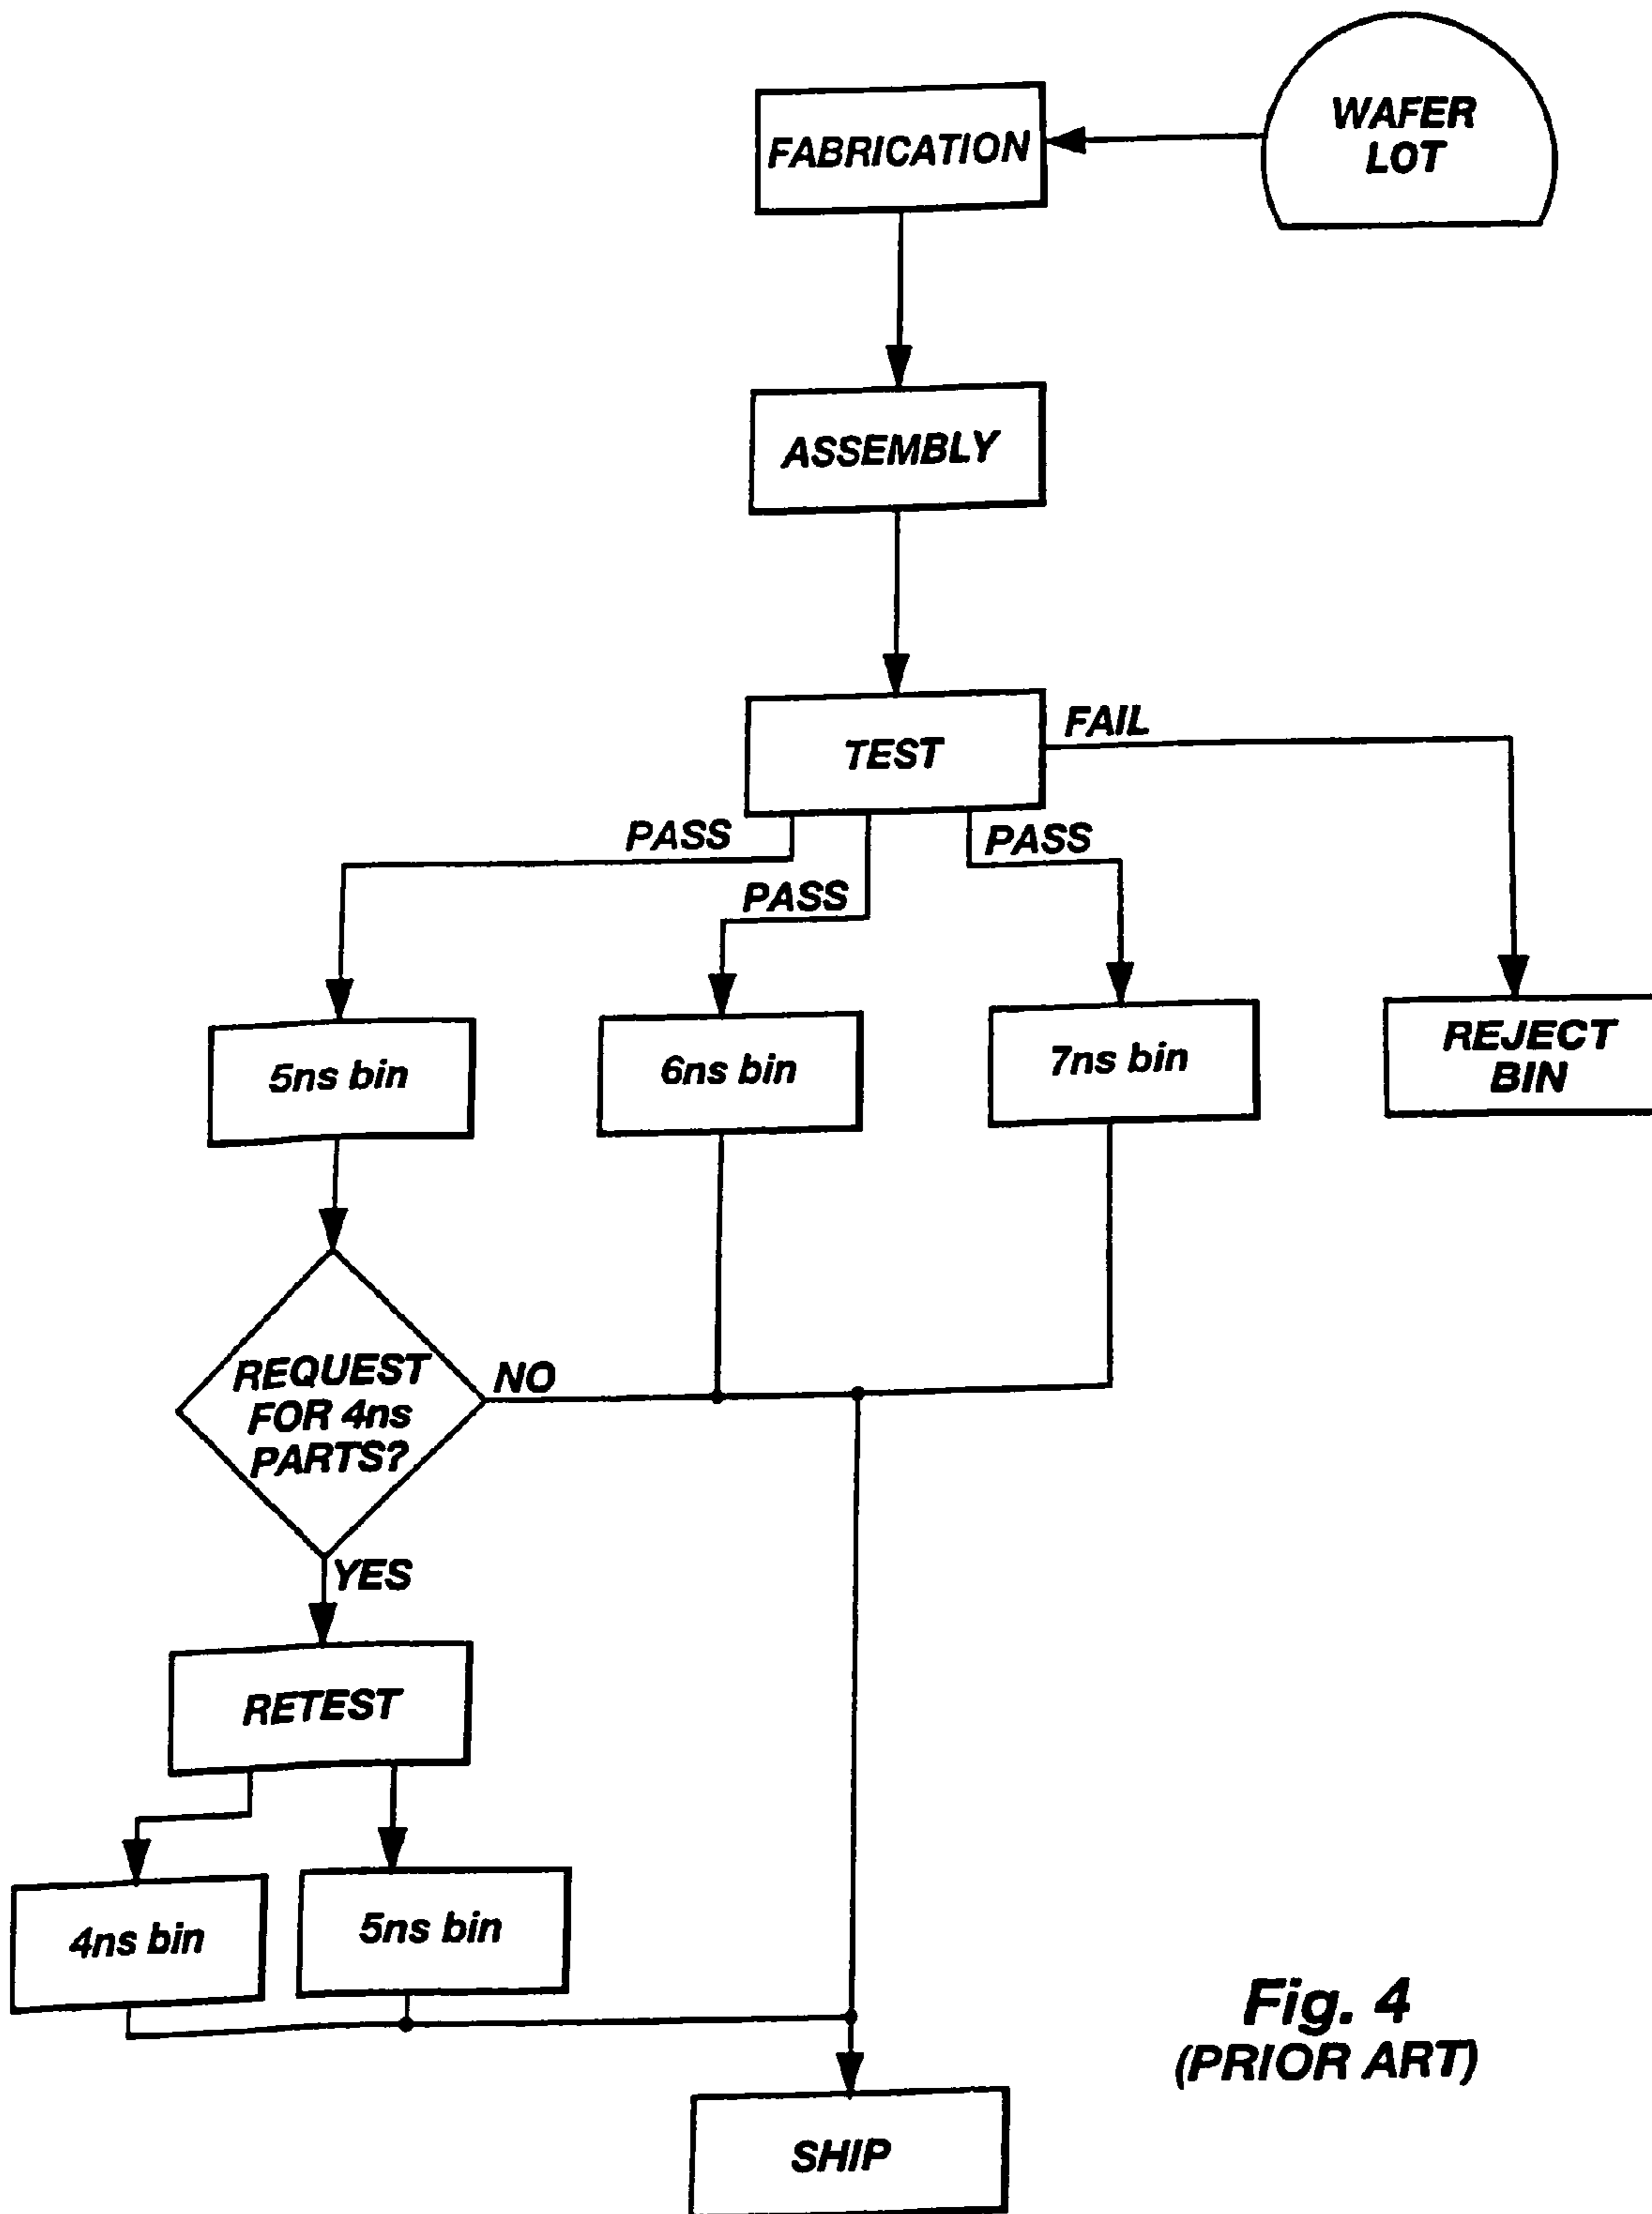 WAFER
LOT
FABRICATION
ASSEMBLY
TEST
FAIL
PASS
PASS
PASS
5ns bin
6ns bin
7ns bin
REJECT
BIN
REQUEST
FOR 4ns
PARTS?
NO
YES
RETEST
4ns bin
5ns bin
SHIP
Fig. 4
(PRIOR ART)